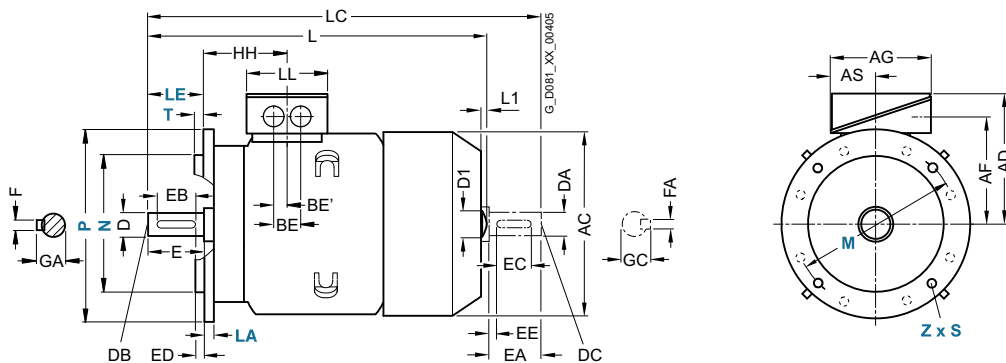 LC
L
HH
LL
LE
T
L1
G_D081_XX_00405
F
GA
P
N
D
EB
E
BE'
BE
D1
DA
AC
FA
GC
EC
LA
DB
ED
EE
EA
DC
AG
AS
AF
AD
M
Z x S